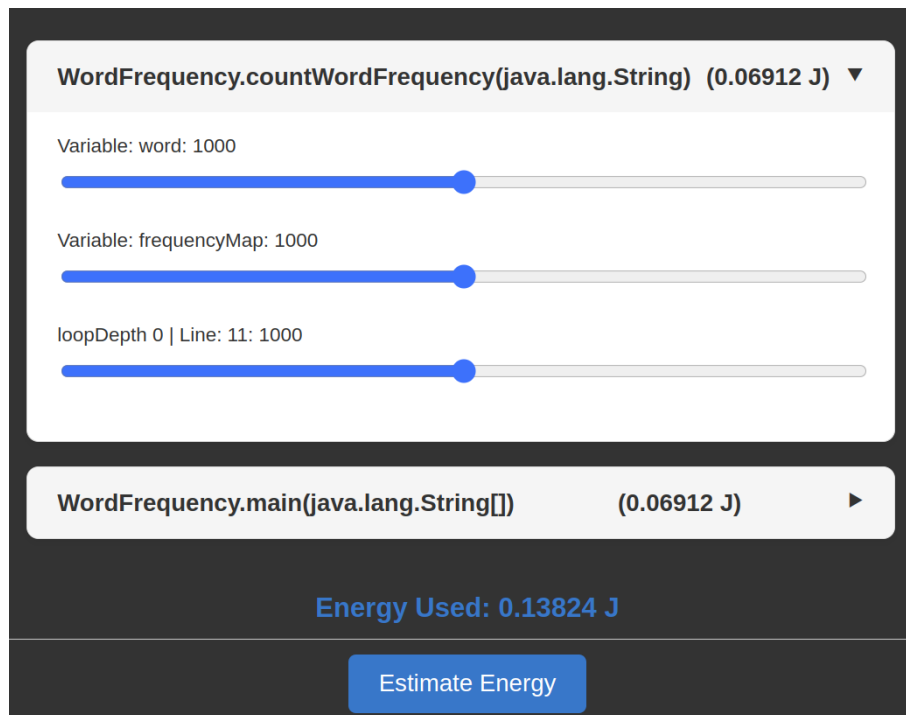 WordFrequency.countWordFrequency(java.lang.String) (0.06912 J) ▼
Variable: word: 1000
Variable: frequencyMap: 1000
loopDepth 0 | Line: 11: 1000
WordFrequency.main(java.lang.String[]) (0.06912 J) ▶
Energy Used: 0.13824 J
Estimate Energy